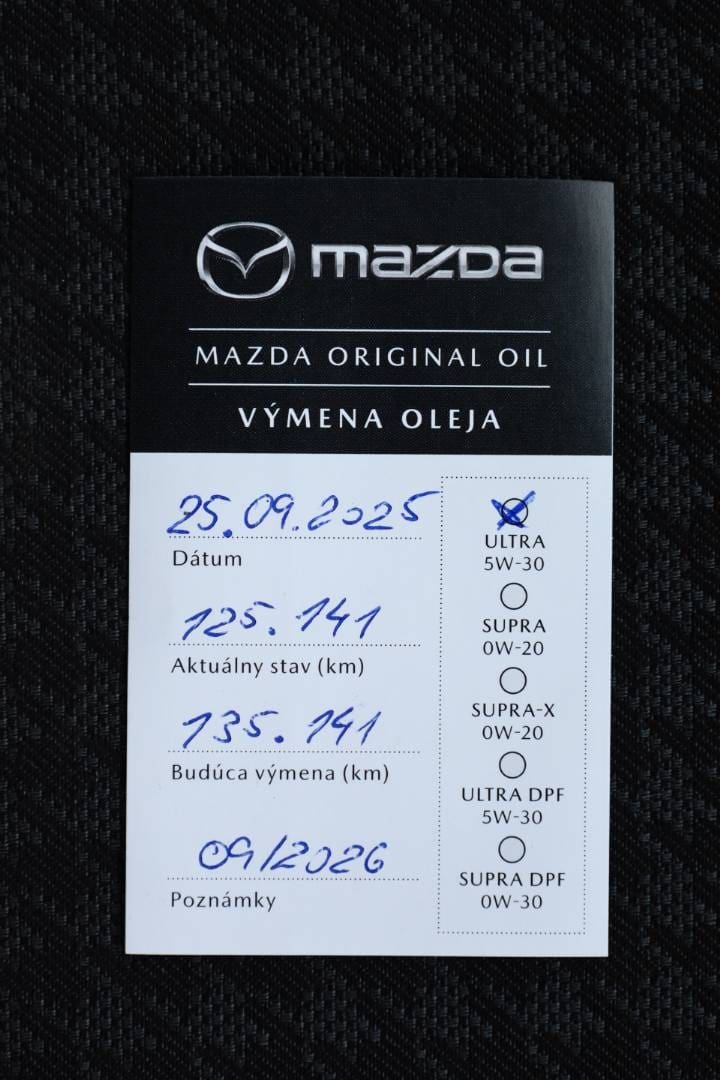 mazda
MAZDA ORIGINAL OIL
VÝMENA OLEJA
25.09.2025
Dátum
125.141
Aktuálny stav (km)
135.141
Budúca výmena (km)
09/2026
Poznámky
ULTRA
5W-30
SUPRA
0W-20
SUPRA-X
0W-20
ULTRA DPF
5W-30
SUPRA DPF
0W-30